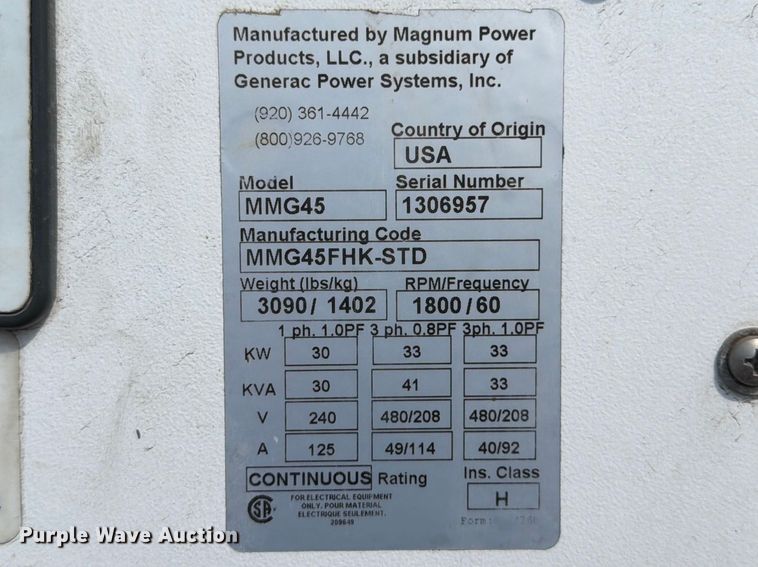 Manufactured by Magnum Power
Products, LLC., a subsidiary of
Generac Power Systems, Inc.
(920) 361-4442
(800)926-9768
Country of Origin
USA
Model Serial Number
MMG45 1306957
Manufacturing Code
MMG45FHK-STD
Weight (lbs/kg) RPM/Frequency
3090/ 1402 1800/60
1 ph. 1.0PF 3 ph. 0.8PF 3ph. 1.0PF
KW 30 33 33
KVA 30 41 33
V 240 480/208 480/208
A 125 49/114 40/92
CONTINUOUS Rating Ins. Class
H
FOR ELECTRICAL EQUIPMENT
ONLY. POUR MATERIAL
ELECTRIQUE SEULEMENT.
209649
Form:
Purple Wave Auction